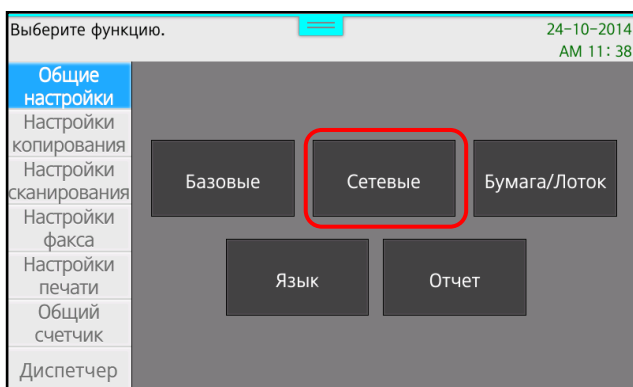 Выберите функцию.
24-10-2014
AM 11:38
Общие
настройки
Настройки
копирования
Настройки
сканирования
Настройки
факса
Настройки
печати
Общий
счетчик
Диспетчер
Базовые
Сетевые
Бумага/Лоток
Язык
Отчет